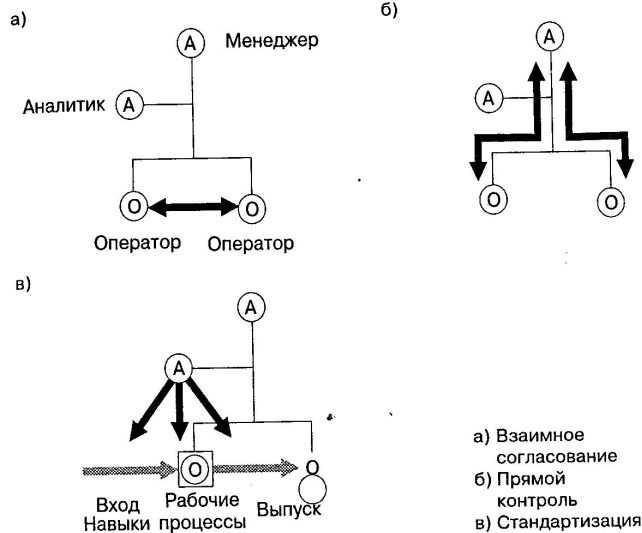 а)
А Менеджер
Аналитик А
О О
Оператор Оператор
б)
А
А
О О
в)
А
А
О О
Вход Рабочие Выпуск
Навыки процессы
а) Взаимное
согласование
б) Прямой
контроль
в) Стандартизация